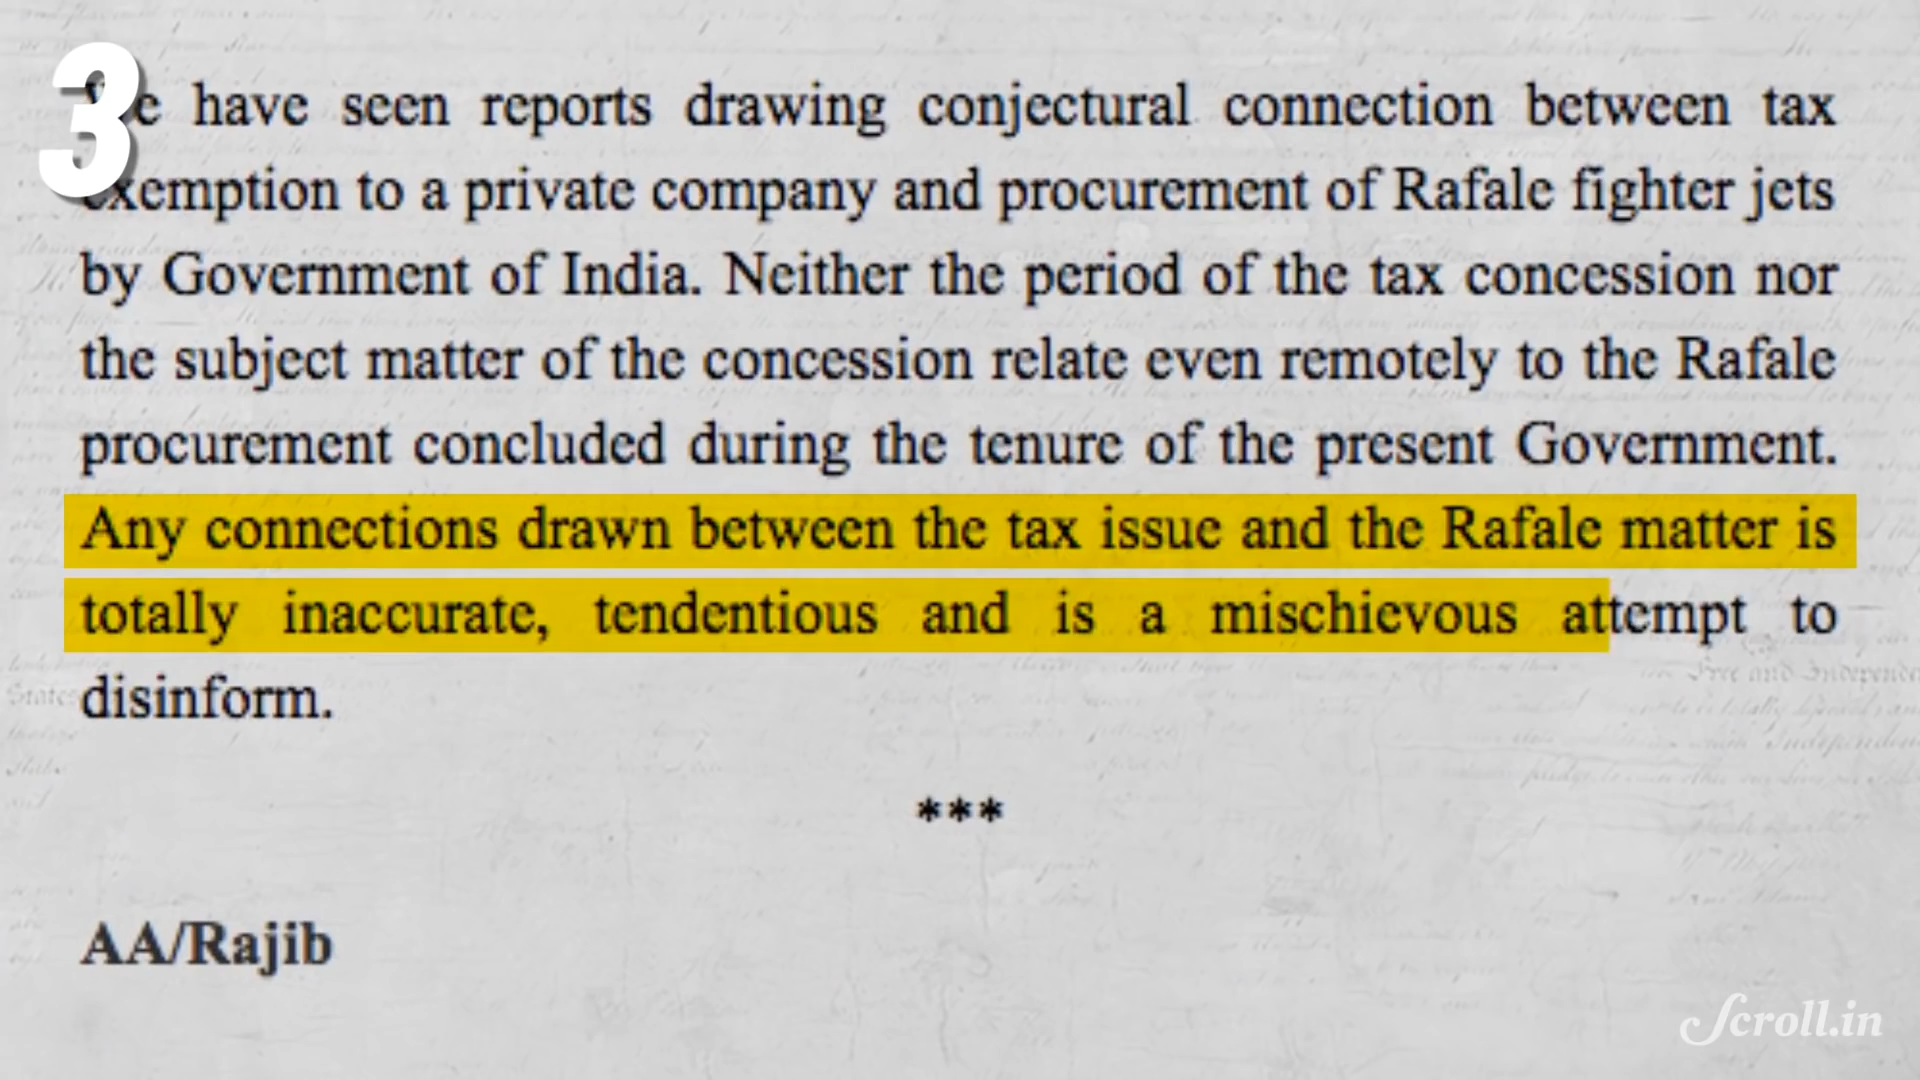 3
We have seen reports drawing conjectural connection between tax
exemption to a private company and procurement of Rafale fighter jets
by Government of India. Neither the period of the tax concession nor
the subject matter of the concession relate even remotely to the Rafale
procurement concluded during the tenure of the present Government.
Any connections drawn between the tax issue and the Rafale matter is
totally inaccurate, tendentious and is a mischievous attempt to
disinform.
***
AA/Rajib
Scroll.in